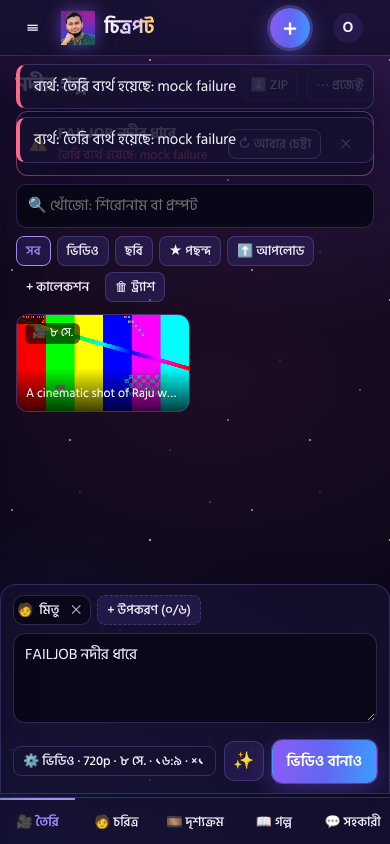 ≡ চিত্রপট + O
ব্যর্থ: তৈরি ব্যর্থ হয়েছে: mock failure
⬇️ ZIP ⋯ প্রজেক্ট
ব্যর্থ: তৈরি ব্যর্থ হয়েছে: mock failure
FAILJOB নদীর ধারে
তৈরি ব্যর্থ হয়েছে: mock failure
↻ আবার চেষ্টা ×
🔍 খোঁজো: শিরোনাম বা প্রম্পট
সব ভিডিও ছবি ★ পছন্দ ⬆️ আপলোড
+ কালেকশন 🗑 ট্র্যাশ
🎥 ৮ সে.
A cinematic shot of Raju w...
🧑 মিতু × + উপকরণ (০/৬)
FAILJOB নদীর ধারে
⚙️ ভিডিও · 720p · ৮ সে. · ১৬:৯ · ×১ ✨ ভিডিও বানাও
🎥 তৈরি 🧑 চরিত্র 🎞️ দৃশ্যক্রম 📖 গল্প 💬 সহকারী